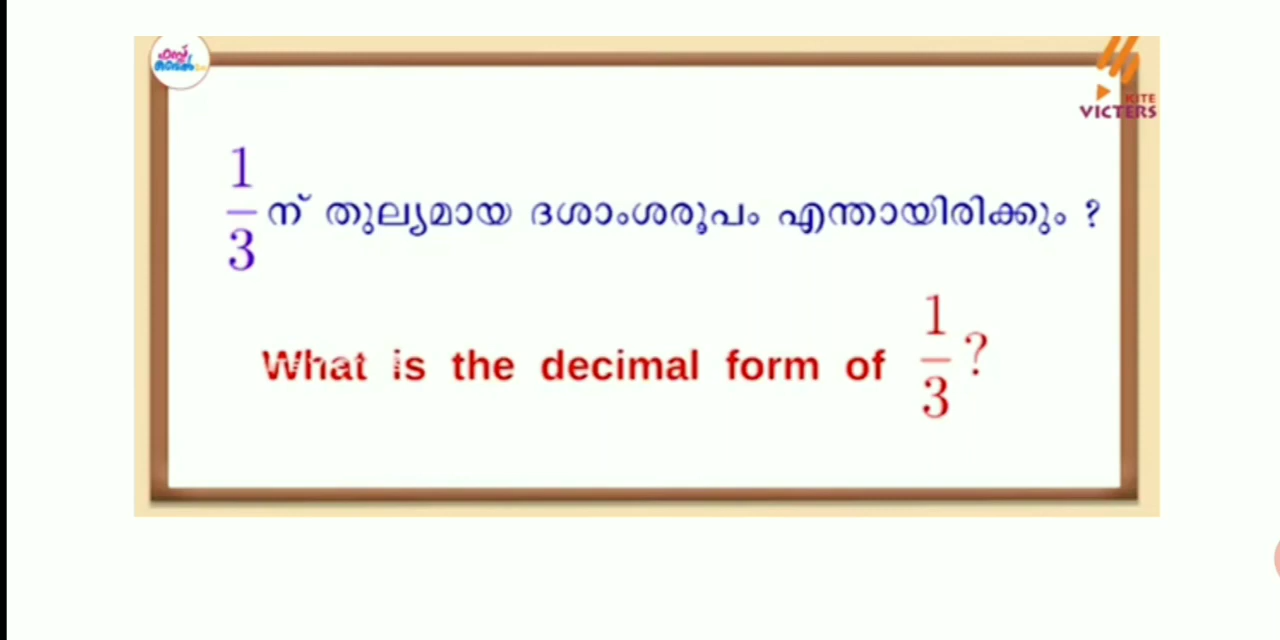 KITE
VICTERS
1/3 ന് തുല്യമായ ദശാംശരൂപം എന്തായിരിക്കും ?
What is the decimal form of 1/3 ?